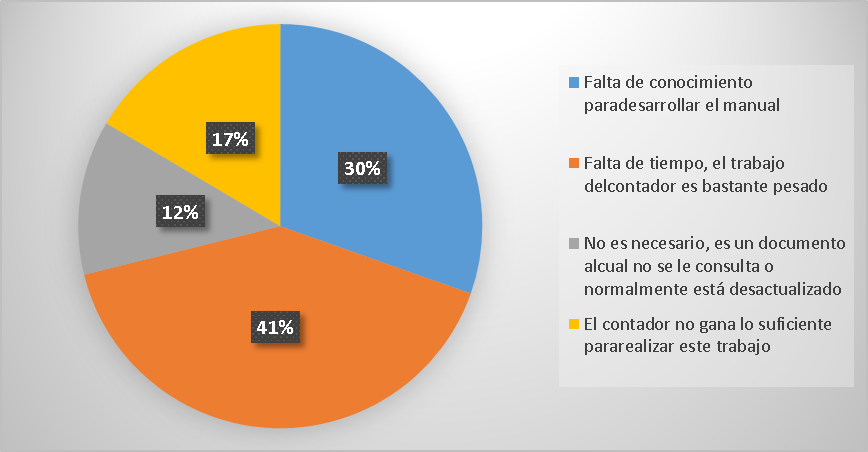 17%
30%
12%
41%
Falta de conocimiento
paradesarrollar el manual
Falta de tiempo, el trabajo
delcontador es bastante pesado
No es necesario, es un documento
alcual no se le consulta o
normalmente está desactualizado
El contador no gana lo suficiente
pararealizar este trabajo